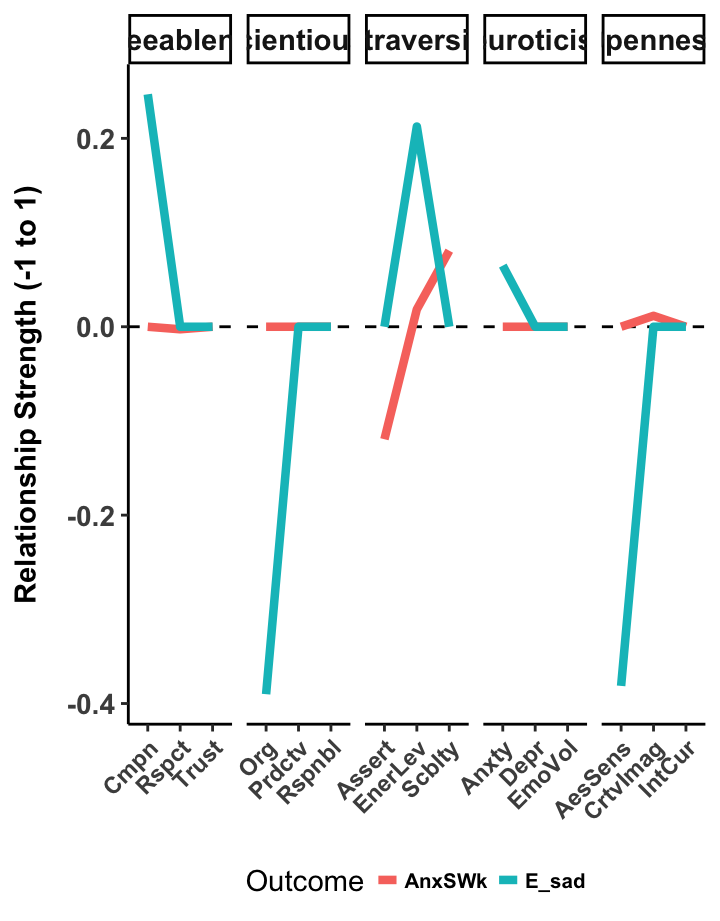 eeablen
cientiou
traversi
uroticis
pennes
Relationship Strength (-1 to 1)
0.2
0.0
-0.2
-0.4
Cmpn
Rspct
Trust
Org
Prdctv
Rspnbl
Assert
EnerLev
Scblty
Anxty
Depr
EmoVol
AesSens
CrtvImag
IntCur
Outcome AnxSWk E_sad